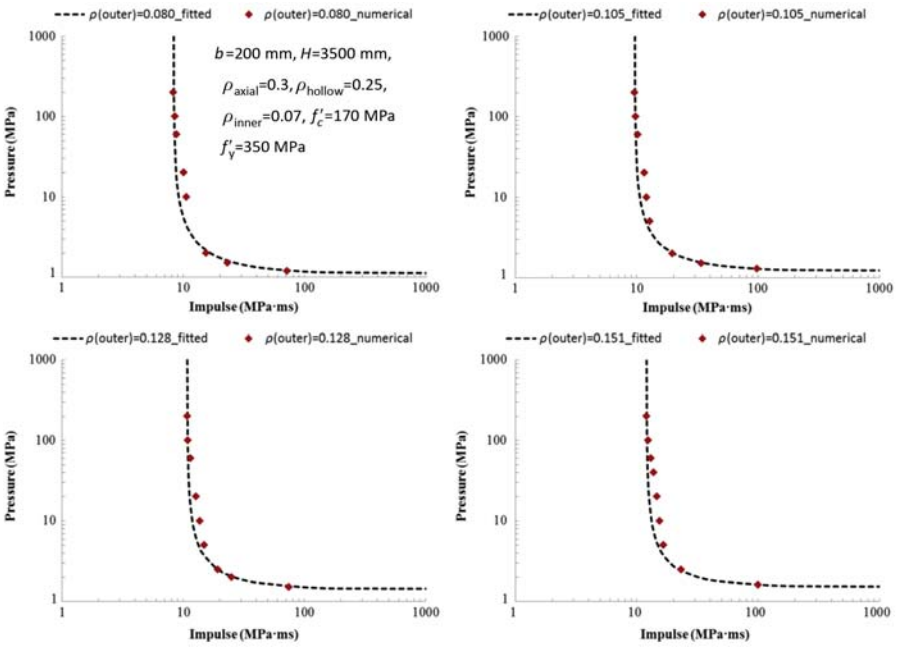 ρ(outer)=0.080_fitted ρ(outer)=0.080_numerical
1000
100
10
1
Pressure (MPa)
b=200 mm, H=3500 mm,
ρaxial=0.3, ρhollow=0.25,
ρinner=0.07, f′c=170 MPa
f′y=350 MPa
1 10 100 1000
Impulse (MPa·ms)
ρ(outer)=0.105_fitted ρ(outer)=0.105_numerical
1000
100
10
1
Pressure (MPa)
1 10 100 1000
Impulse (MPa·ms)
ρ(outer)=0.128_fitted ρ(outer)=0.128_numerical
1000
100
10
1
Pressure (MPa)
1 10 100 1000
Impulse (MPa·ms)
ρ(outer)=0.151_fitted ρ(outer)=0.151_numerical
1000
100
10
1
Pressure (MPa)
1 10 100 1000
Impulse (MPa·ms)